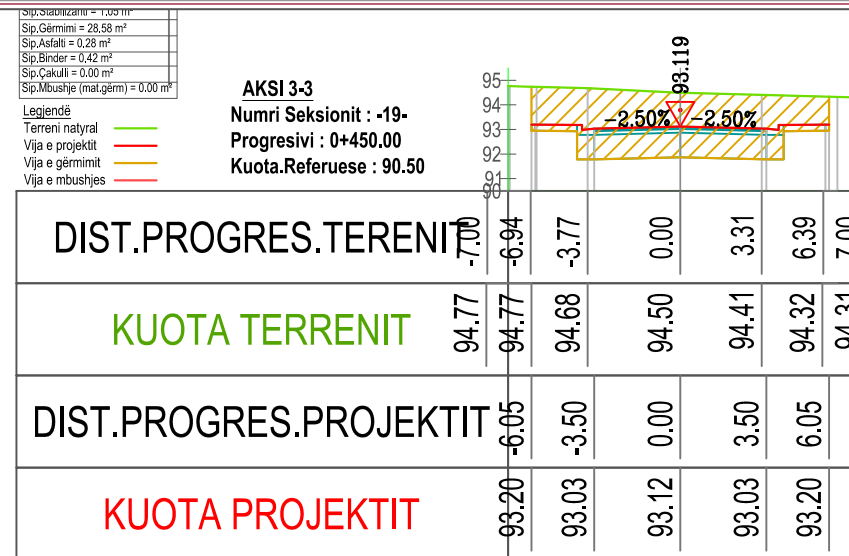 Sip.Stabilizanti = 1,05 m²
Sip.Gërmimi = 28,58 m²
Sip.Asfalti = 0,28 m²
Sip.Binder = 0,42 m²
Sip.Çakulli = 0.00 m²
Sip.Mbushje (mat.gërm) = 0.00 m²
Legjendë
Terreni natyral
Vija e projektit
Vija e gërmimit
Vija e mbushjes
AKSI 3-3
Numri Seksionit : -19-
Progresivi : 0+450.00
Kuota.Referuese : 90.50
95
94
93
92
91
90
93.119
-2.50% -2.50%
DIST.PROGRES.TERENIT -7.00 -6.94 -3.77 0.00 3.31 6.39 7.00
KUOTA TERRENIT 94.77 94.77 94.68 94.50 94.41 94.32 94.31
DIST.PROGRES.PROJEKTIT -6.05 -3.50 0.00 3.50 6.05
KUOTA PROJEKTIT 93.20 93.03 93.12 93.03 93.20